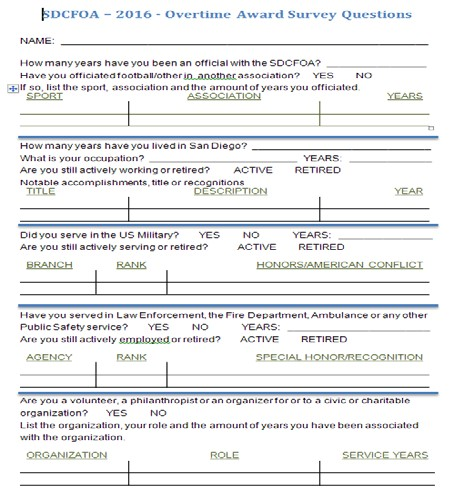 SDCFOA – 2016 - Overtime Award Survey Questions
NAME:
How many years have you been an official with the SDCFOA?
Have you officiated football/other in another association? YES NO
If so, list the sport, association and the amount of years you officiated.
SPORT ASSOCIATION YEARS
How many years have you lived in San Diego?
What is your occupation? YEARS:
Are you still actively working or retired? ACTIVE RETIRED
Notable accomplishments, title or recognitions
TITLE DESCRIPTION YEAR
Did you serve in the US Military? YES NO YEARS:
Are you still actively serving or retired? ACTIVE RETIRED
BRANCH RANK HONORS/AMERICAN CONFLICT
Have you served in Law Enforcement, the Fire Department, Ambulance or any other
Public Safety service? YES NO YEARS:
Are you still actively employed or retired? ACTIVE RETIRED
AGENCY RANK SPECIAL HONOR/RECOGNITION
Are you a volunteer, a philanthropist or an organizer for or to a civic or charitable
organization? YES NO
List the organization, your role and the amount of years you have been associated
with the organization.
ORGANIZATION ROLE SERVICE YEARS